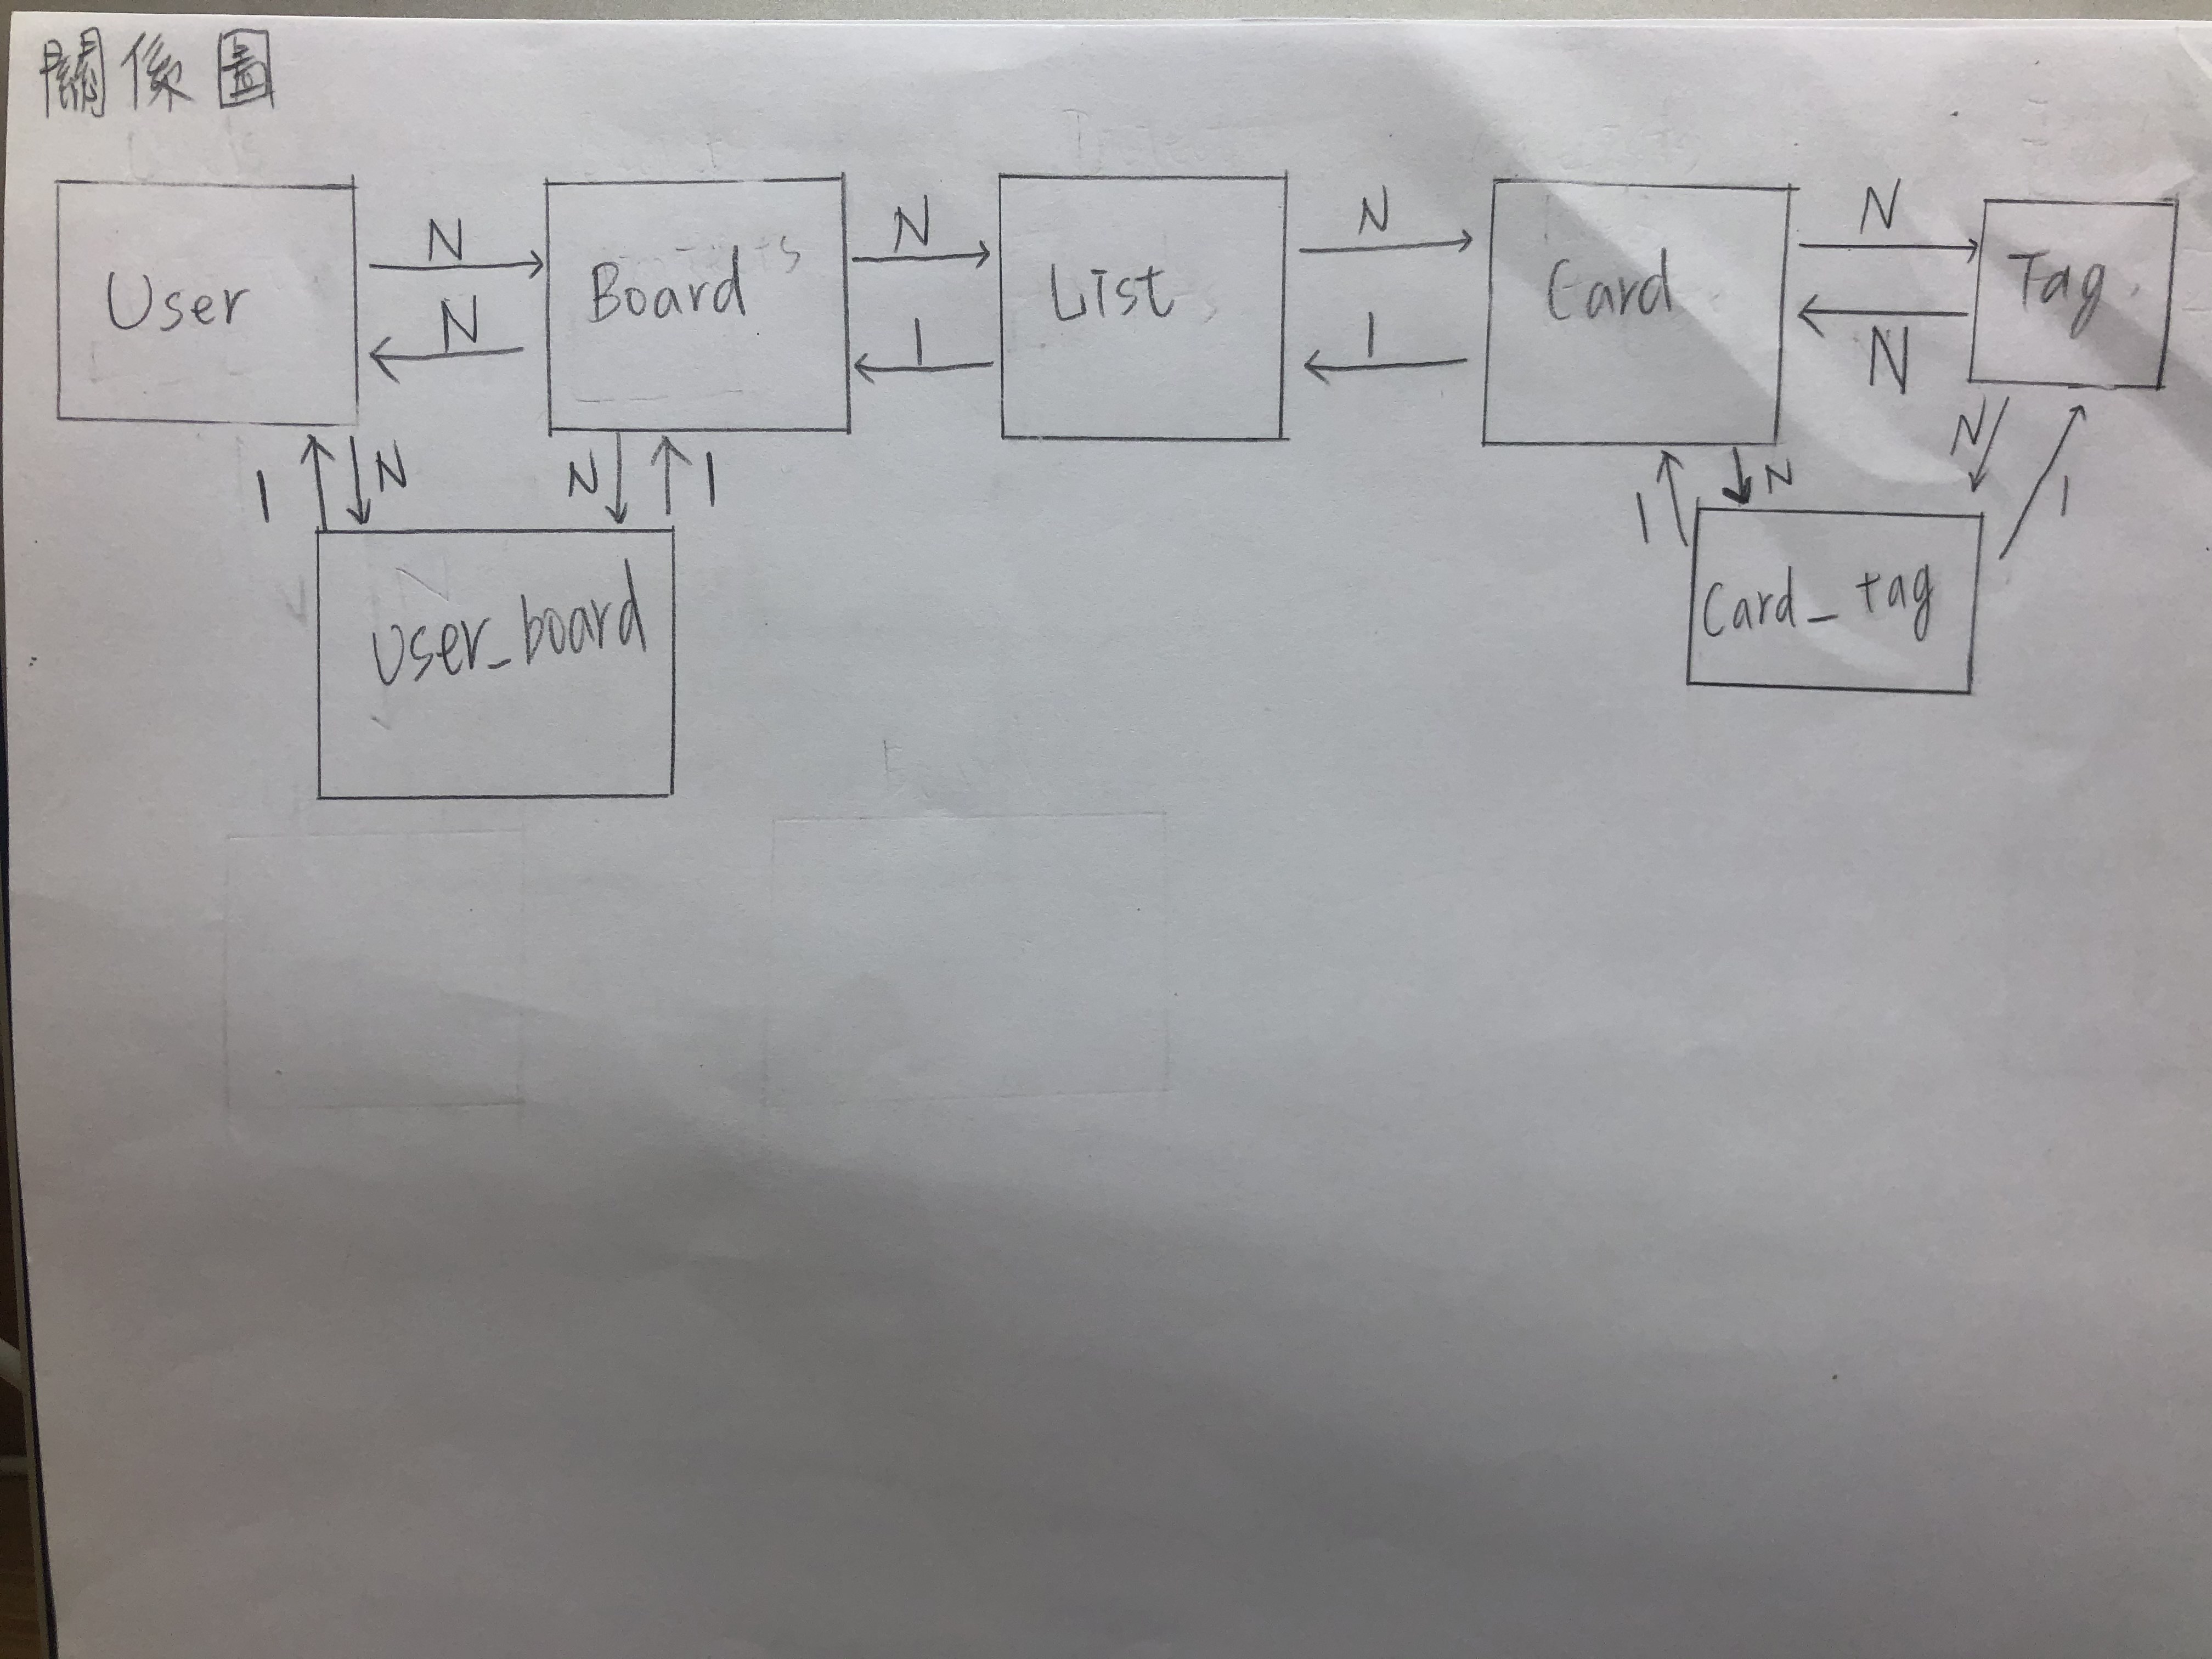 關係圖
N N N N
User Board List Card Tag
N 1 1 N
1 N N 1 1 N N 1
User_board Card_tag